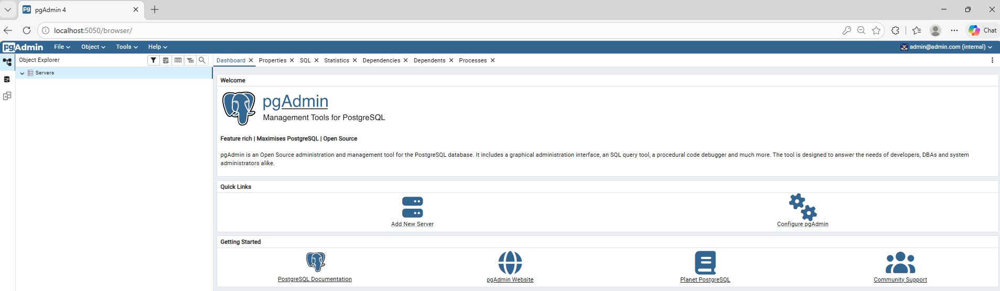 pgAdmin 4
localhost:5050/browser/
Chat
pgAdmin File Object Tools Help admin@admin.com (internal)
Object Explorer
Servers
Dashboard Properties SQL Statistics Dependencies Dependents Processes
Welcome
pgAdmin
Management Tools for PostgreSQL
Feature rich | Maximises PostgreSQL | Open Source
pgAdmin is an Open Source administration and management tool for the PostgreSQL database. It includes a graphical administration interface, an SQL query tool, a procedural code debugger and much more. The tool is designed to answer the needs of developers, DBAs and system
administrators alike.
Quick Links
Add New Server Configure pgAdmin
Getting Started
PostgreSQL Documentation pgAdmin Website Planet PostgreSQL Community Support